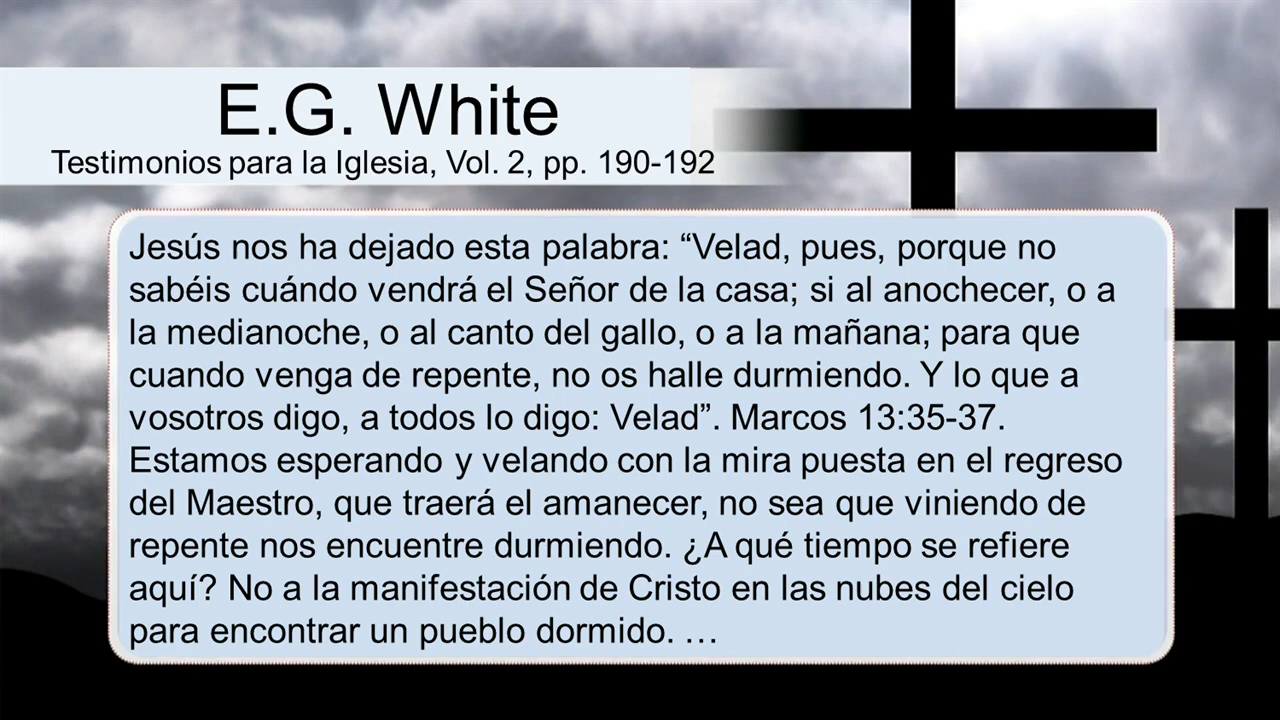 E.G. White
Testimonios para la Iglesia, Vol. 2, pp. 190-192
Jesús nos ha dejado esta palabra: “Velad, pues, porque no
sabéis cuándo vendrá el Señor de la casa; si al anochecer, o a
la medianoche, o al canto del gallo, o a la mañana; para que
cuando venga de repente, no os halle durmiendo. Y lo que a
vosotros digo, a todos lo digo: Velad”. Marcos 13:35-37.
Estamos esperando y velando con la mira puesta en el regreso
del Maestro, que traerá el amanecer, no sea que viniendo de
repente nos encuentre durmiendo. ¿A qué tiempo se refiere
aquí? No a la manifestación de Cristo en las nubes del cielo
para encontrar un pueblo dormido. …